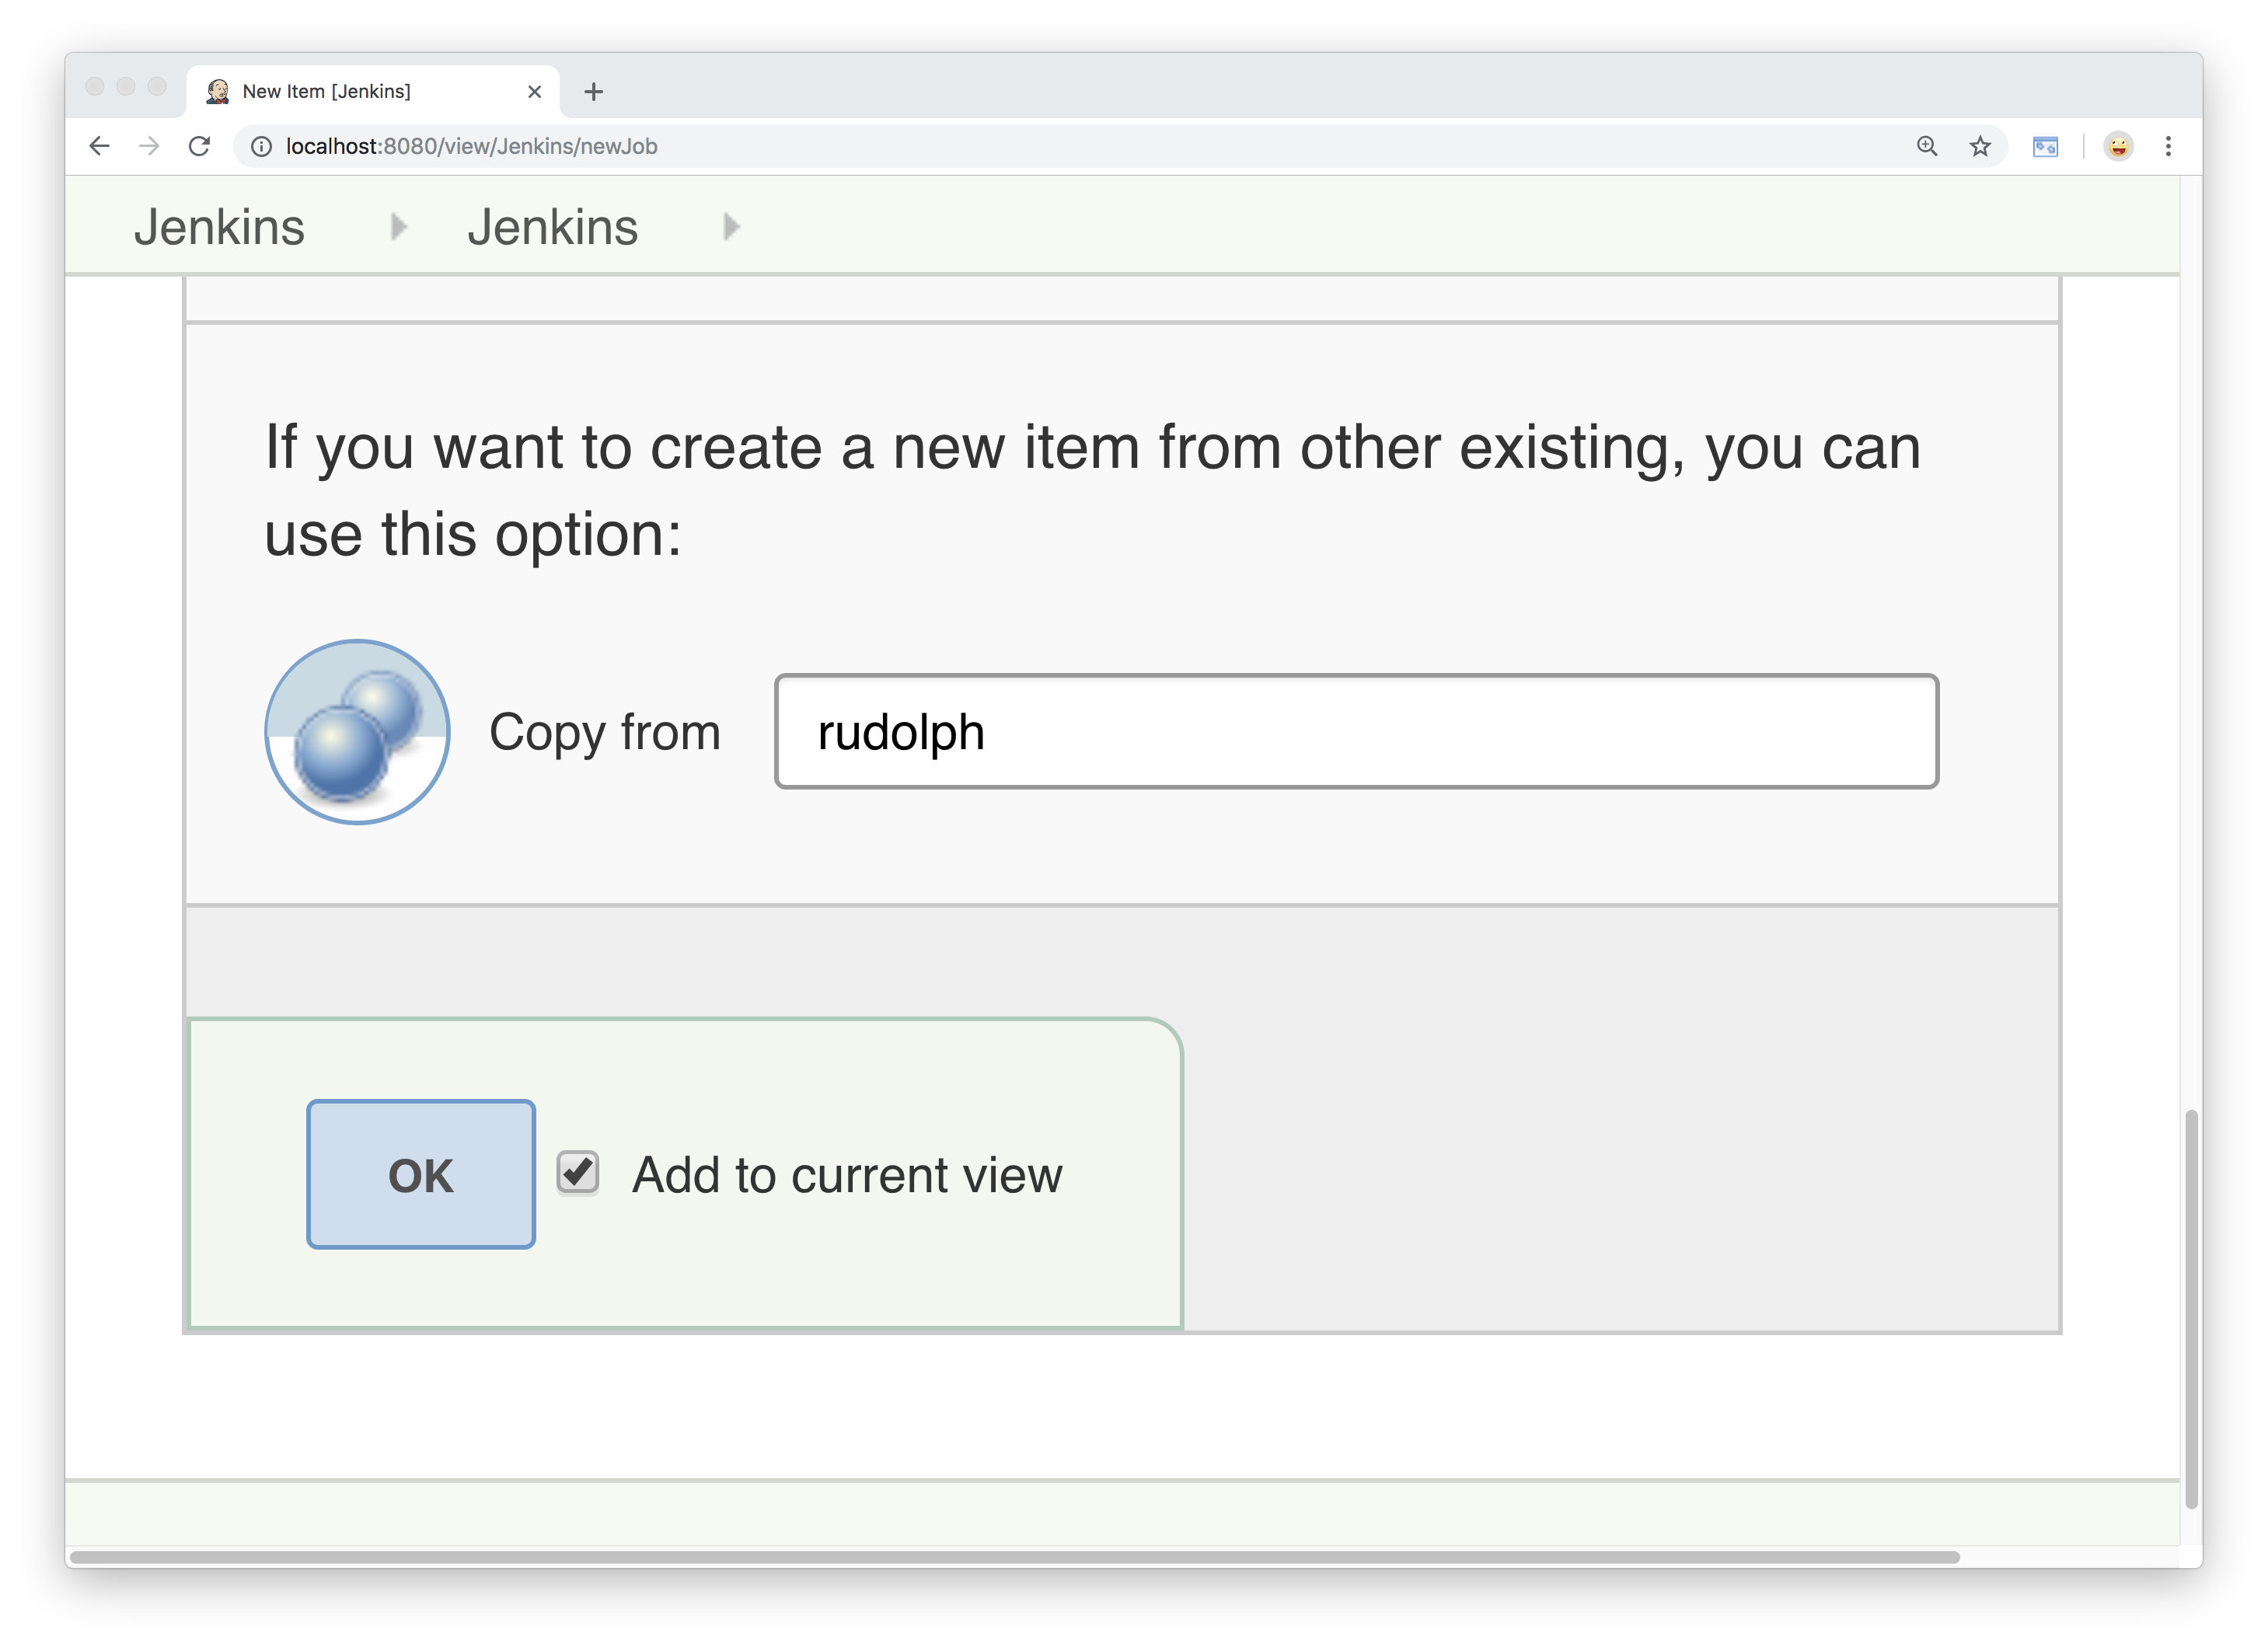 New Item [Jenkins]
localhost:8080/view/Jenkins/newJob
Jenkins Jenkins
If you want to create a new item from other existing, you can
use this option:
Copy from rudolph
OK Add to current view